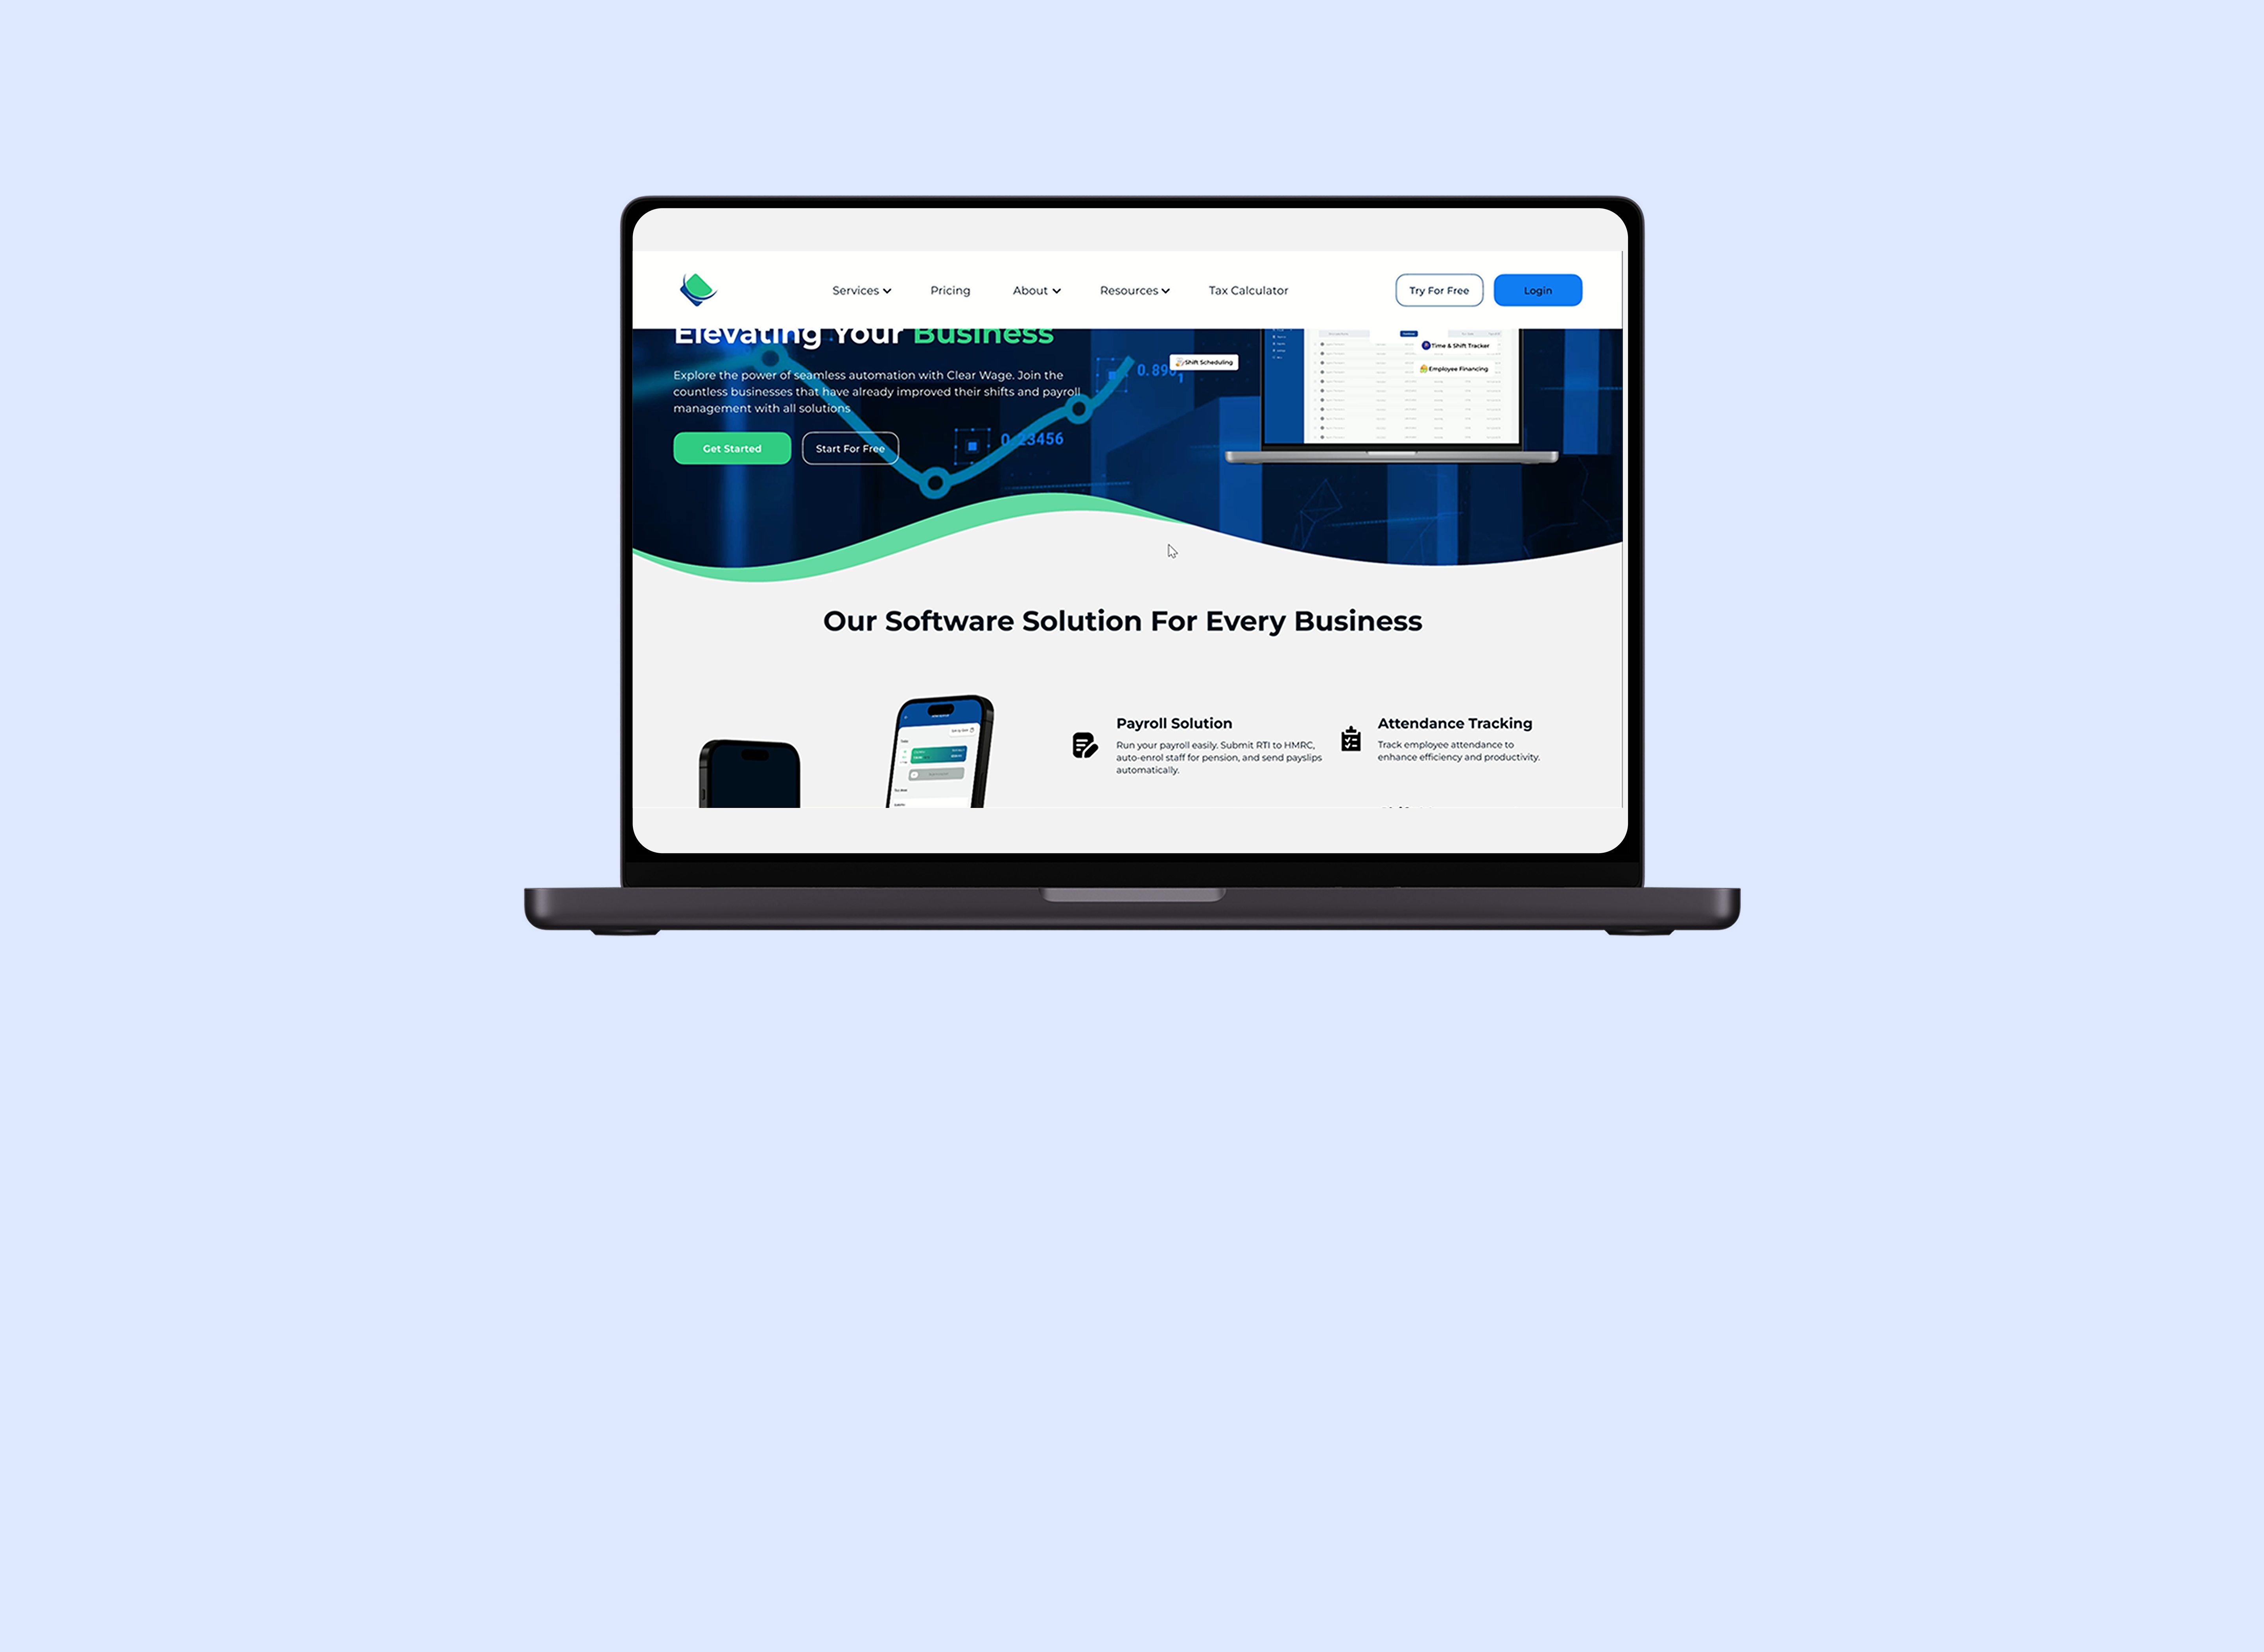 Services
Pricing
About
Resources
Tax Calculator
Try For Free
Login
Elevating Your Business
Explore the power of seamless automation with Clear Wage. Join the
countless businesses that have already improved their shifts and payroll
management with all solutions
Get Started
Start For Free
0.23456
Shift Scheduling
Time & Shift Tracker
Employee Financing
Our Software Solution For Every Business
Payroll Solution
Run your payroll easily. Submit RTI to HMRC,
auto-enrol staff for pension, and send payslips
automatically.
Attendance Tracking
Track employee attendance to
enhance efficiency and productivity.